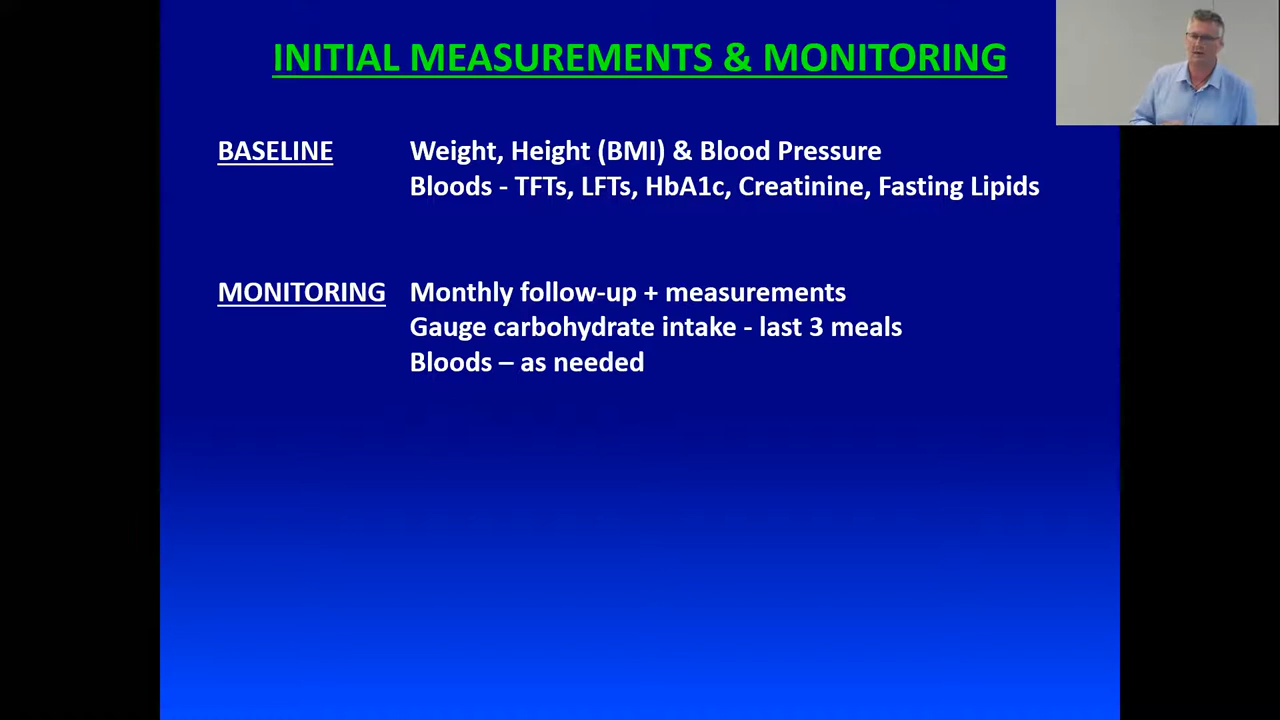 INITIAL MEASUREMENTS & MONITORING
BASELINE Weight, Height (BMI) & Blood Pressure
Bloods - TFTs, LFTs, HbA1c, Creatinine, Fasting Lipids
MONITORING Monthly follow-up + measurements
Gauge carbohydrate intake - last 3 meals
Bloods – as needed